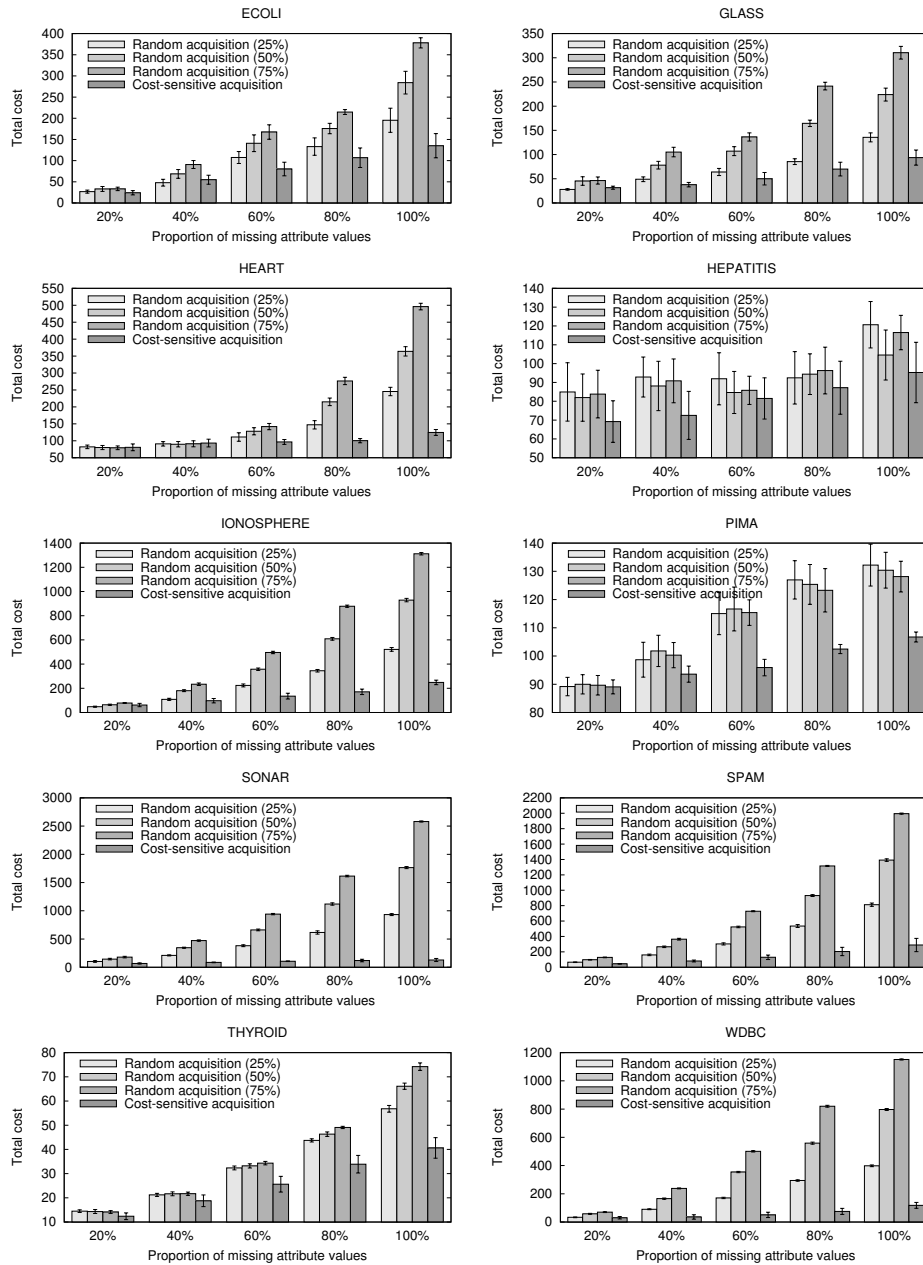 ECOLI
Total cost
400
350
300
250
200
150
100
50
0
Random acquisition (25%)
Random acquisition (50%)
Random acquisition (75%)
Cost-sensitive acquisition
20% 40% 60% 80% 100%
Proportion of missing attribute values
GLASS
Total cost
350
300
250
200
150
100
50
0
Random acquisition (25%)
Random acquisition (50%)
Random acquisition (75%)
Cost-sensitive acquisition
20% 40% 60% 80% 100%
Proportion of missing attribute values
HEART
Total cost
550
500
450
400
350
300
250
200
150
100
50
Random acquisition (25%)
Random acquisition (50%)
Random acquisition (75%)
Cost-sensitive acquisition
20% 40% 60% 80% 100%
Proportion of missing attribute values
HEPATITIS
Total cost
140
130
120
110
100
90
80
70
60
50
Random acquisition (25%)
Random acquisition (50%)
Random acquisition (75%)
Cost-sensitive acquisition
20% 40% 60% 80% 100%
Proportion of missing attribute values
IONOSPHERE
Total cost
1400
1200
1000
800
600
400
200
0
Random acquisition (25%)
Random acquisition (50%)
Random acquisition (75%)
Cost-sensitive acquisition
20% 40% 60% 80% 100%
Proportion of missing attribute values
PIMA
Total cost
140
130
120
110
100
90
80
Random acquisition (25%)
Random acquisition (50%)
Random acquisition (75%)
Cost-sensitive acquisition
20% 40% 60% 80% 100%
Proportion of missing attribute values
SONAR
Total cost
3000
2500
2000
1500
1000
500
0
Random acquisition (25%)
Random acquisition (50%)
Random acquisition (75%)
Cost-sensitive acquisition
20% 40% 60% 80% 100%
Proportion of missing attribute values
SPAM
Total cost
2200
2000
1800
1600
1400
1200
1000
800
600
400
200
0
Random acquisition (25%)
Random acquisition (50%)
Random acquisition (75%)
Cost-sensitive acquisition
20% 40% 60% 80% 100%
Proportion of missing attribute values
THYROID
Total cost
80
70
60
50
40
30
20
10
Random acquisition (25%)
Random acquisition (50%)
Random acquisition (75%)
Cost-sensitive acquisition
20% 40% 60% 80% 100%
Proportion of missing attribute values
WDBC
Total cost
1200
1000
800
600
400
200
0
Random acquisition (25%)
Random acquisition (50%)
Random acquisition (75%)
Cost-sensitive acquisition
20% 40% 60% 80% 100%
Proportion of missing attribute values